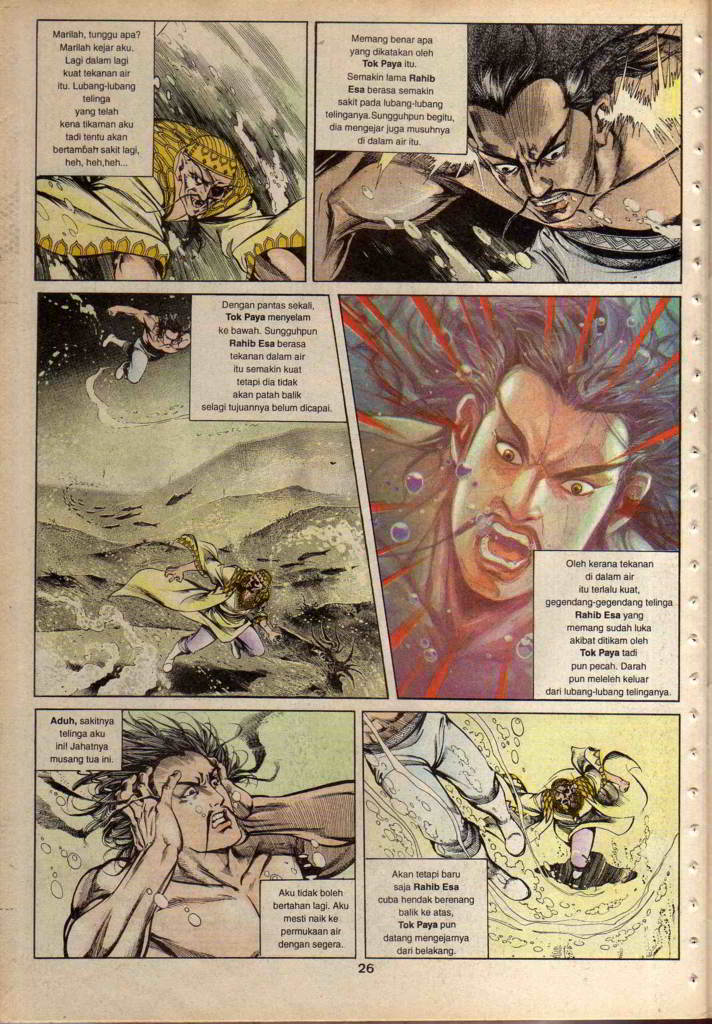 Marilah, tunggu apa?
Marilah kejar aku.
Lagi dalam lagi
kuat tekanan air
itu. Lubang-lubang
telinga
yang telah
kena tikaman aku
tadi tentu akan
bertambah sakit lagi,
heh, heh,heh...
Memang benar apa
yang dikatakan oleh
Tok Paya itu.
Semakin lama Rahib
Esa berasa semakin
sakit pada lubang-lubang
telinganya.Sungguhpun begitu,
dia mengejar juga musuhnya
di dalam air itu.
Dengan pantas sekali,
Tok Paya menyelam
ke bawah. Sungguhpun
Rahib Esa berasa
tekanan dalam air
itu semakin kuat
tetapi dia tidak
akan patah balik
selagi tujuannya belum dicapai.
Oleh kerana tekanan
di dalam air
itu terlalu kuat,
gegendang-gegendang telinga
Rahib Esa yang
memang sudah luka
akibat ditikam oleh
Tok Paya tadi
pun pecah. Darah
pun meleleh keluar
dari lubang-lubang telinganya.
Aduh, sakitnya
telinga aku
ini! Jahatnya
musang tua ini.
Aku tidak boleh
bertahan lagi. Aku
mesti naik ke
permukaan air
dengan segera.
Akan tetapi baru
saja Rahib Esa
cuba hendak berenang
balik ke atas,
Tok Paya pun
datang mengejarnya
dari belakang.
26